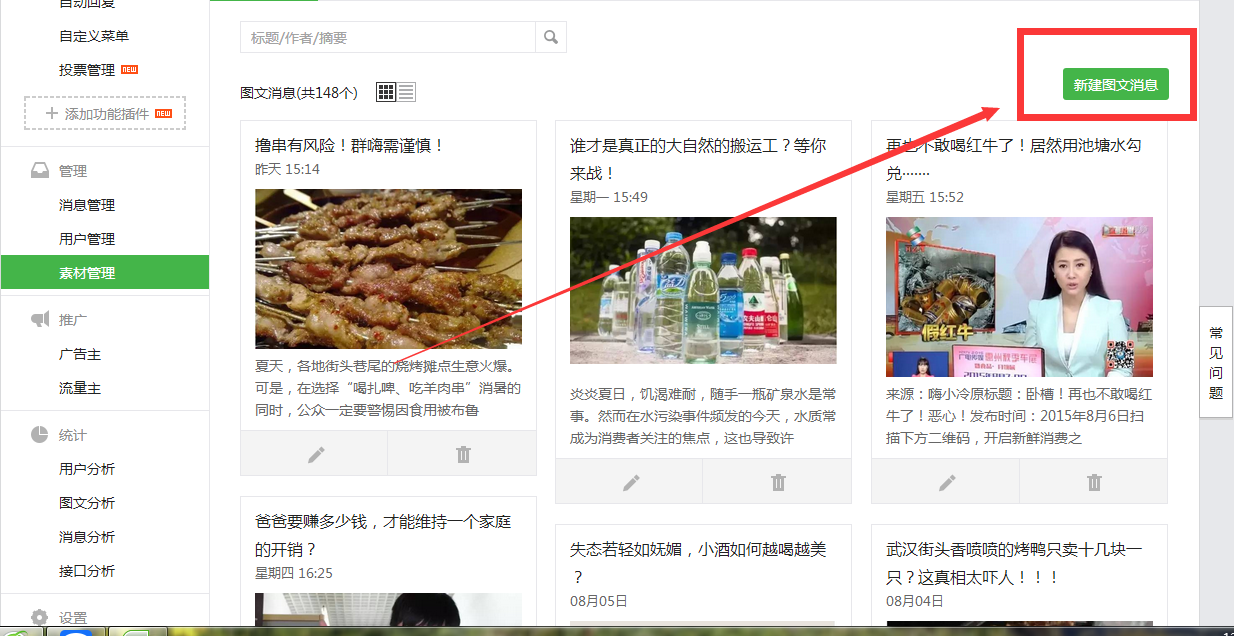 自动回复
自定义菜单
投票管理 NEW
添加功能插件 NEW
管理
消息管理
用户管理
素材管理
推广
广告主
流量主
统计
用户分析
图文分析
消息分析
接口分析
设置
标题/作者/摘要
图文消息(共148个)
新建图文消息
撸串有风险！群嗨需谨慎！
昨天 15:14
夏天，各地街头巷尾的烧烤摊点生意火爆。
可是，在选择“喝扎啤、吃羊肉串”消暑的
同时，公众一定要警惕因食用被布鲁
谁才是真正的大自然的搬运工？等你
来战！
星期一 15:49
炎炎夏日，饥渴难耐，随手一瓶矿泉水是常
事。然而在水污染事件频发的今天，水质常
成为消费者关注的焦点，这也导致许
再也不敢喝红牛了！居然用池塘水勾
兑·······
星期五 15:52
假红牛
来源：嗨小冷原标题：卧槽！再也不敢喝红
牛了！恶心！发布时间：2015年8月6日扫
描下方二维码，开启新鲜消费之
爸爸要赚多少钱，才能维持一个家庭
的开销？
星期四 16:25
失态若轻如妩媚，小酒如何越喝越美
？
08月05日
武汉街头香喷喷的烤鸭只卖十几块一
只？这真相太吓人！！！
08月04日
常
见
问
题